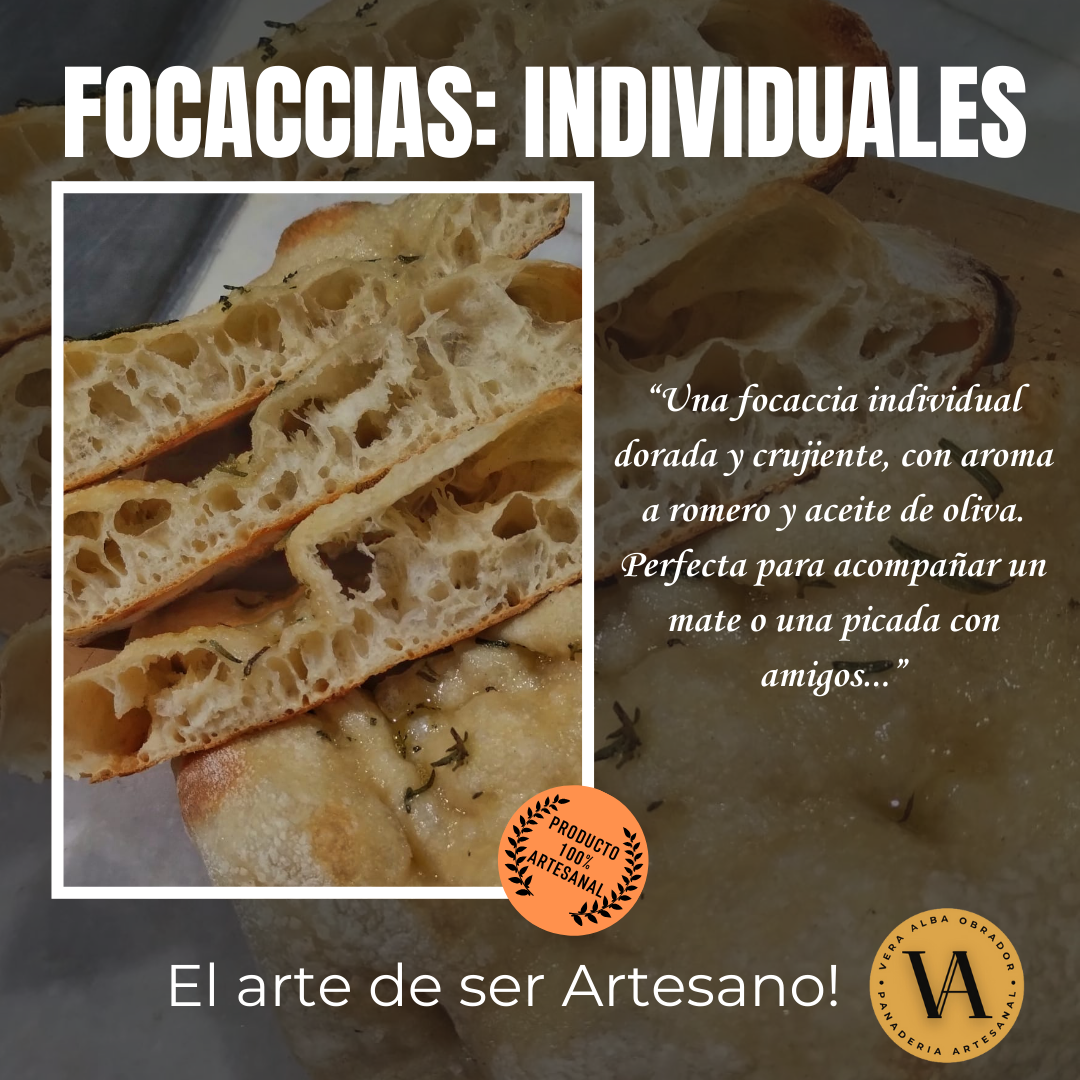 FOCACCIAS: INDIVIDUALES
“Una focaccia individual
dorada y crujiente, con aroma
a romero y aceite de oliva.
Perfecta para acompañar un
mate o una picada con
amigos...”
PRODUCTO
100%
ARTESANAL
El arte de ser Artesano!
VERA ALBA OBRADOR
VA
PANADERIA ARTESANAL